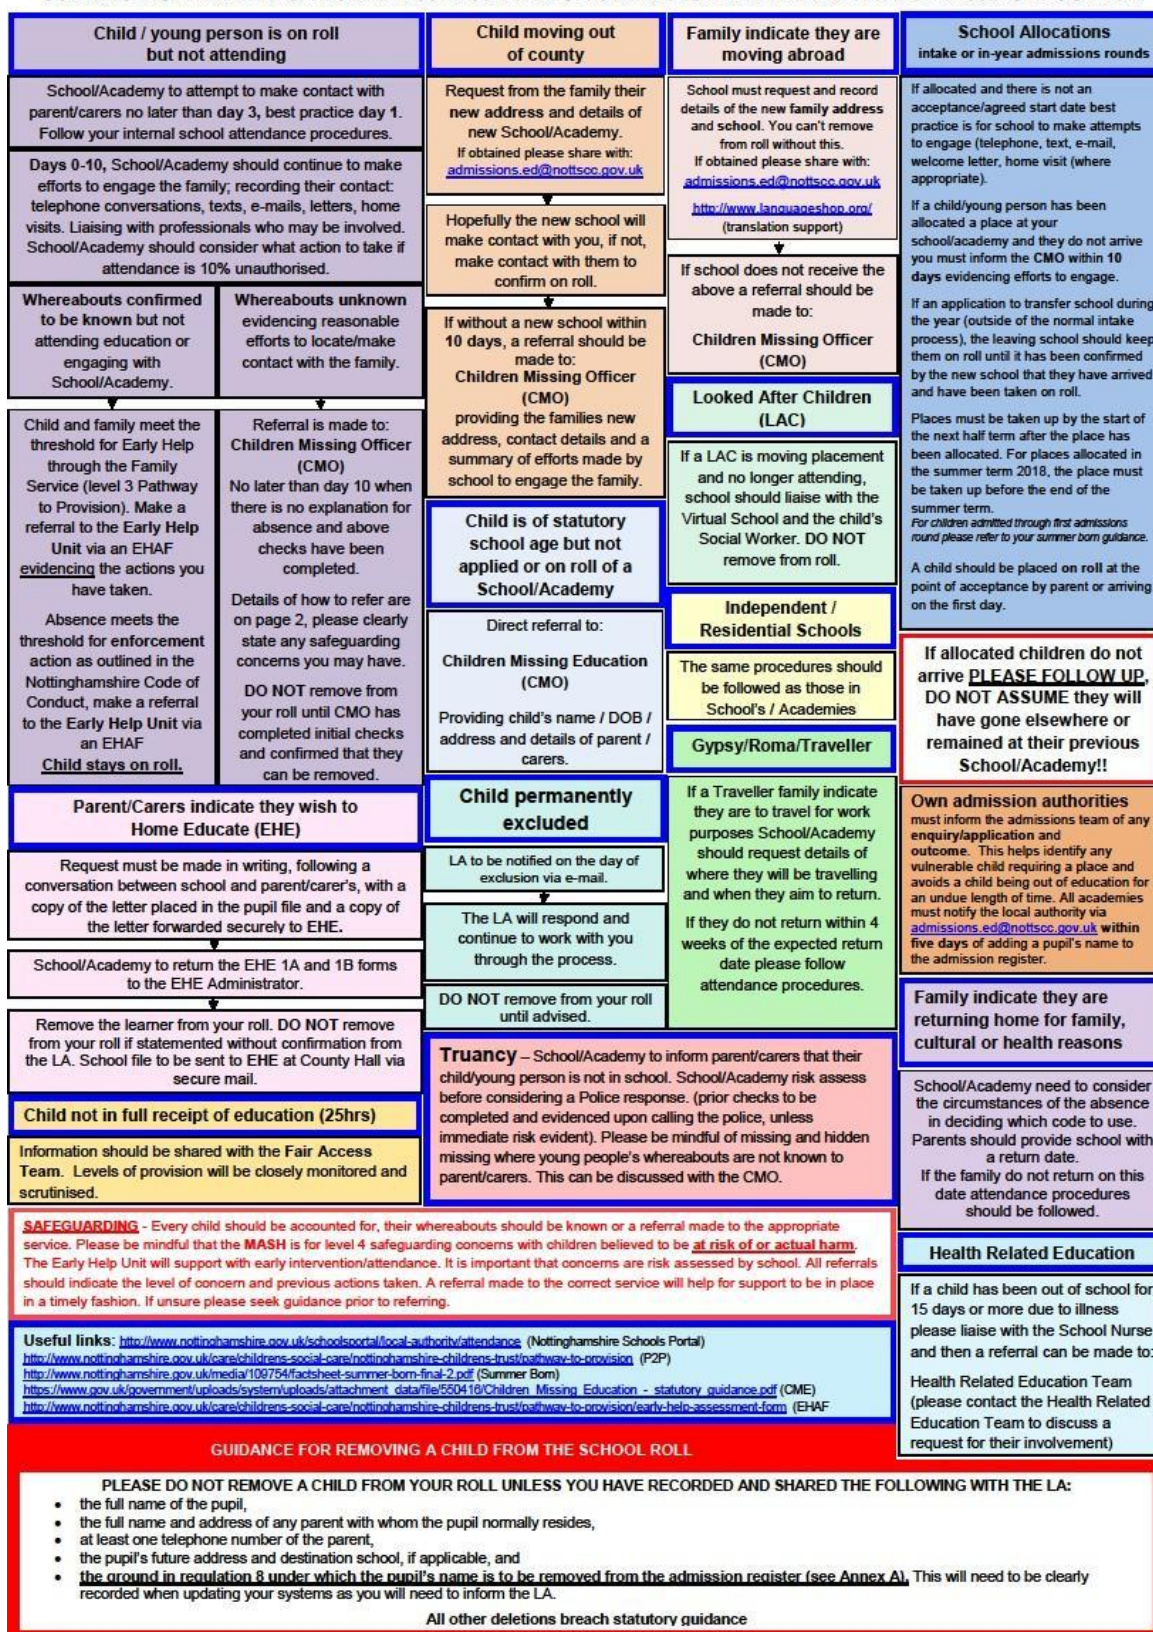 Child / young person is on roll
but not attending
School/Academy to attempt to make contact with
parent/carers no later than day 3, best practice day 1.
Follow your internal school attendance procedures.
Days 0-10, School/Academy should continue to make
efforts to engage the family; recording their contact:
telephone conversations, texts, e-mails, letters, home
visits. Liaising with professionals who may be involved.
School/Academy should consider what action to take if
attendance is 10% unauthorised.
Whereabouts confirmed
to be known but not
attending education or
engaging with
School/Academy.
Child and family meet the
threshold for Early Help
through the Family
Service (level 3 Pathway
to Provision). Make a
referral to the Early Help
Unit via an EHAF
evidencing the actions you
have taken.
Absence meets the
threshold for enforcement
action as outlined in the
Nottinghamshire Code of
Conduct, make a referral
to the Early Help Unit via
an EHAF
Child stays on roll.
Whereabouts unknown
evidencing reasonable
efforts to locate/make
contact with the family.
Referral is made to:
Children Missing Officer
(CMO)
No later than day 10 when
there is no explanation for
absence and above
checks have been
completed.
Details of how to refer are
on page 2, please clearly
state any safeguarding
concerns you may have.
DO NOT remove from
your roll until CMO has
completed initial checks
and confirmed that they
can be removed.
Parent/Carers indicate they wish to
Home Educate (EHE)
Request must be made in writing, following a
conversation between school and parent/carer's, with a
copy of the letter placed in the pupil file and a copy of
the letter forwarded securely to EHE.
School/Academy to return the EHE 1A and 1B forms
to the EHE Administrator.
Remove the learner from your roll. DO NOT remove
from your roll if statemented without confirmation from
the LA. School file to be sent to EHE at County Hall via
secure mail.
Child not in full receipt of education (25hrs)
Information should be shared with the Fair Access
Team. Levels of provision will be closely monitored and
scrutinised.
Child moving out
of county
Request from the family their
new address and details of
new School/Academy.
If obtained please share with:
admissions.ed@nottscc.gov.uk
Hopefully the new school will
make contact with you, if not,
make contact with them to
confirm on roll.
If without a new school within
10 days, a referral should be
made to:
Children Missing Officer
(CMO)
providing the families new
address, contact details and a
summary of efforts made by
school to engage the family.
Child is of statutory
school age but not
applied or on roll of a
School/Academy
Direct referral to:
Children Missing Education
(CMO)
Providing child's name / DOB /
address and details of parent /
carers.
Child permanently
excluded
LA to be notified on the day of
exclusion via e-mail.
The LA will respond and
continue to work with you
through the process.
DO NOT remove from your roll
until advised.
Family indicate they are
moving abroad
School must request and record
details of the new family address
and school. You can't remove
from roll without this.
If obtained please share with:
admissions.ed@nottscc.gov.uk
http://www.languageshop.org/
(translation support)
If school does not receive the
above a referral should be
made to:
Children Missing Officer
(CMO)
Looked After Children
(LAC)
If a LAC is moving placement
and no longer attending,
school should liaise with the
Virtual School and the child's
Social Worker. DO NOT
remove from roll.
Independent /
Residential Schools
The same procedures should
be followed as those in
School's / Academies
Gypsy/Roma/Traveller
If a Traveller family indicate
they are to travel for work
purposes School/Academy
should request details of
where they will be travelling
and when they aim to return.
If they do not return within 4
weeks of the expected return
date please follow
attendance procedures.
Truancy – School/Academy to inform parent/carers that their
child/young person is not in school. School/Academy risk assess
before considering a Police response. (prior checks to be
completed and evidenced upon calling the police, unless
immediate risk evident). Please be mindful of missing and hidden
missing where young people's whereabouts are not known to
parent/carers. This can be discussed with the CMO.
School Allocations
intake or in-year admissions rounds
If allocated and there is not an
acceptance/agreed start date best
practice is for school to make attempts
to engage (telephone, text, e-mail,
welcome letter, home visit (where
appropriate).
If a child/young person has been
allocated a place at your
school/academy and they do not arrive
you must inform the CMO within 10
days evidencing efforts to engage.
If an application to transfer school during
the year (outside of the normal intake
process), the leaving school should keep
them on roll until it has been confirmed
by the new school that they have arrived
and have been taken on roll.
Places must be taken up by the start of
the next half term after the place has
been allocated. For places allocated in
the summer term 2018, the place must
be taken up before the end of the
summer term.
For children admitted through first admissions
round please refer to your summer born guidance.
A child should be placed on roll at the
point of acceptance by parent or arriving
on the first day.
If allocated children do not
arrive PLEASE FOLLOW UP,
DO NOT ASSUME they will
have gone elsewhere or
remained at their previous
School/Academy!!
Own admission authorities
must inform the admissions team of any
enquiry/application and
outcome. This helps identify any
vulnerable child requiring a place and
avoids a child being out of education for
an undue length of time. All academies
must notify the local authority via
admissions.ed@nottscc.gov.uk within
five days of adding a pupil's name to
the admission register.
Family indicate they are
returning home for family,
cultural or health reasons
School/Academy need to consider
the circumstances of the absence
in deciding which code to use.
Parents should provide school with
a return date.
If the family do not return on this
date attendance procedures
should be followed.
Health Related Education
If a child has been out of school for
15 days or more due to illness
please liaise with the School Nurse
and then a referral can be made to:
Health Related Education Team
(please contact the Health Related
Education Team to discuss a
request for their involvement)
SAFEGUARDING - Every child should be accounted for, their whereabouts should be known or a referral made to the appropriate
service. Please be mindful that the MASH is for level 4 safeguarding concerns with children believed to be at risk of or actual harm.
The Early Help Unit will support with early intervention/attendance. It is important that concerns are risk assessed by school. All referrals
should indicate the level of concern and previous actions taken. A referral made to the correct service will help for support to be in place
in a timely fashion. If unsure please seek guidance prior to referring.
Useful links: http://www.nottinghamshire.gov.uk/schoolsportal/local-authority/attendance (Nottinghamshire Schools Portal)
http://www.nottinghamshire.gov.uk/care/childrens-social-care/nottinghamshire-childrens-trust/pathway-to-provision (P2P)
http://www.nottinghamshire.gov.uk/media/109754/factsheet-summer-born-final-2.pdf (Summer Born)
https://www.gov.uk/government/uploads/system/uploads/attachment_data/file/550416/Children_Missing_Education_-_statutory_guidance.pdf (CME)
http://www.nottinghamshire.gov.uk/care/childrens-social-care/nottinghamshire-childrens-trust/pathway-to-provision/early-help-assessment-form (EHAF
GUIDANCE FOR REMOVING A CHILD FROM THE SCHOOL ROLL
PLEASE DO NOT REMOVE A CHILD FROM YOUR ROLL UNLESS YOU HAVE RECORDED AND SHARED THE FOLLOWING WITH THE LA:
• the full name of the pupil,
• the full name and address of any parent with whom the pupil normally resides,
• at least one telephone number of the parent,
• the pupil's future address and destination school, if applicable, and
• the ground in regulation 8 under which the pupil's name is to be removed from the admission register (see Annex A). This will need to be clearly
recorded when updating your systems as you will need to inform the LA.
All other deletions breach statutory guidance